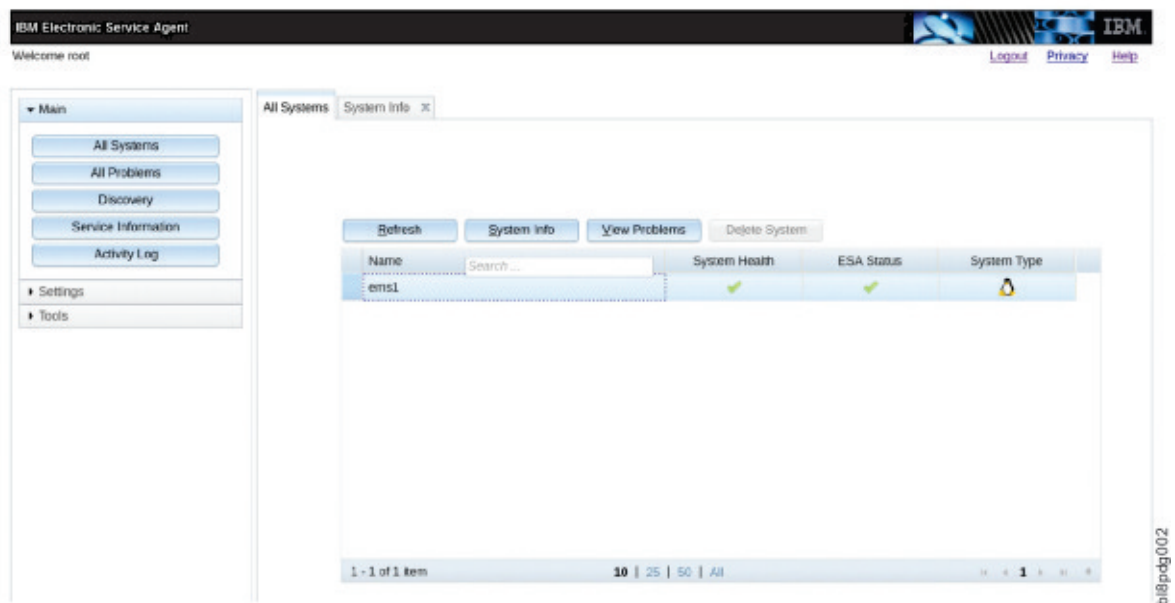 IBM Electronic Service Agent
IBM
Welcome root
Logout Privacy Help
Main
All Systems
All Problems
Discovery
Service Information
Activity Log
Settings
Tools
All Systems System Info
Refresh System Info View Problems Delete System
Name Search ... System Health ESA Status System Type
ems1
1 - 1 of 1 item 10 | 25 | 50 | All 1
bl8pdg002